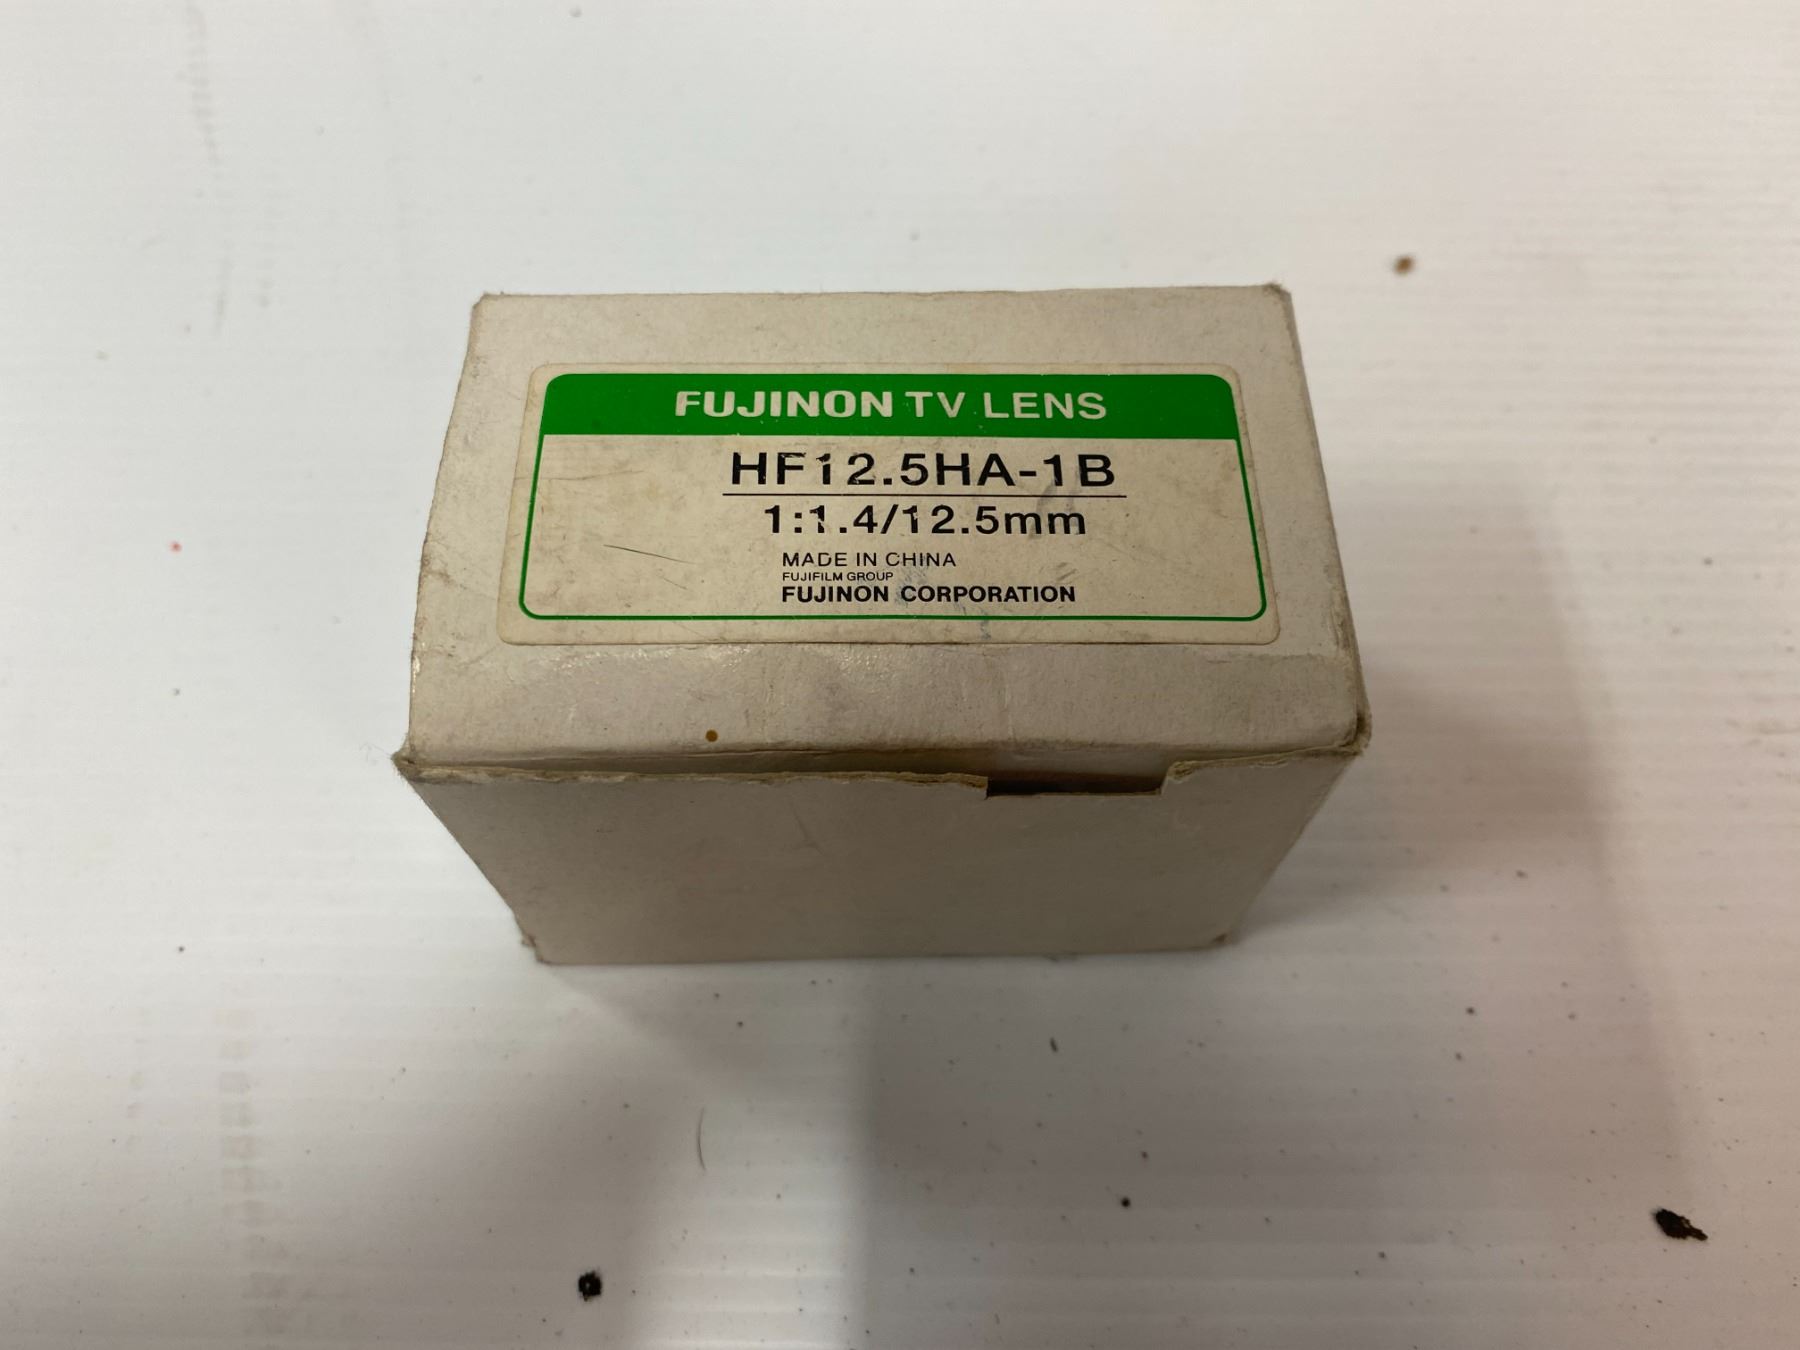 FUJINON TV LENS
HF12.5HA-1B
1:1.4/12.5mm
MADE IN CHINA
FUJIFILM GROUP
FUJINON CORPORATION